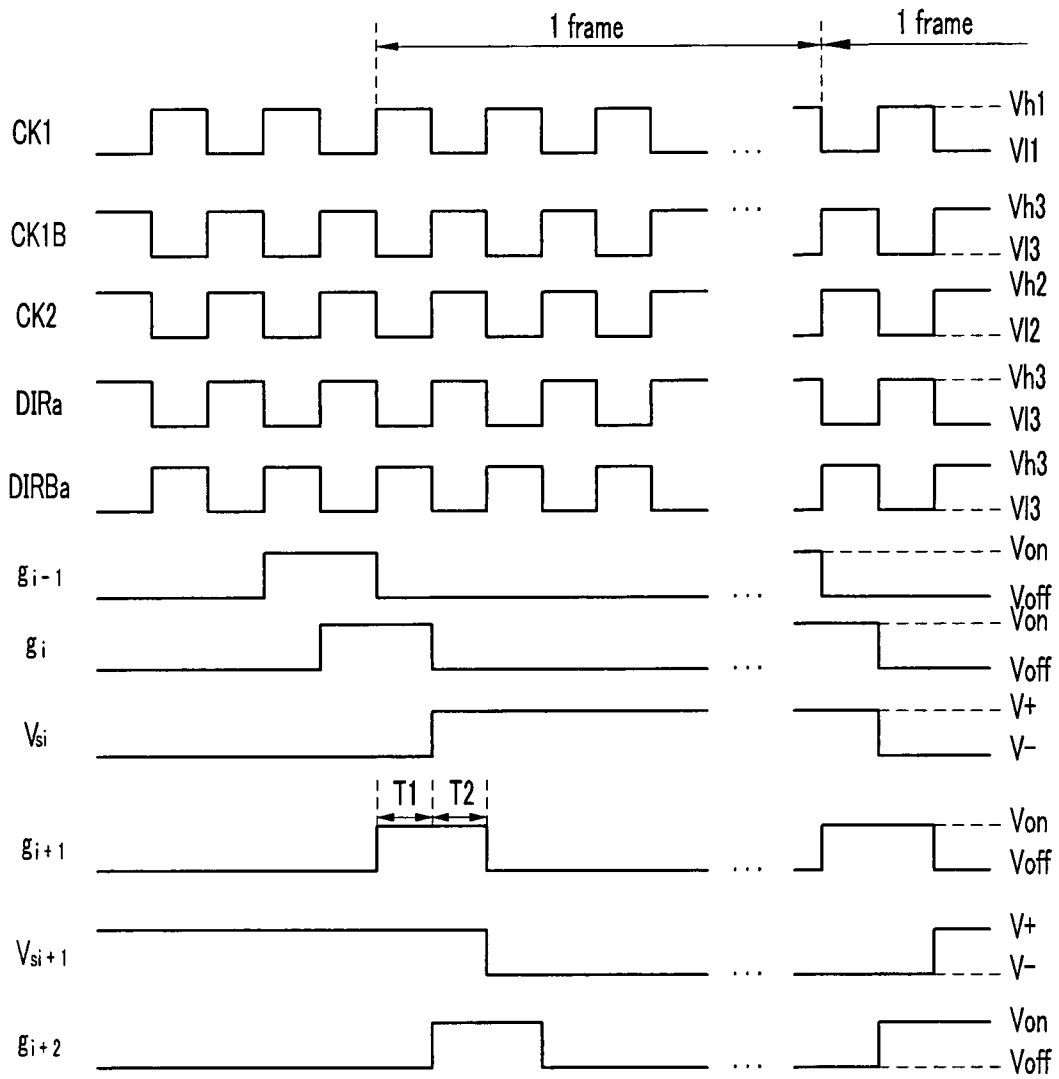 1 frame 1 frame
CK1 Vh1
Vl1
...
CK1B Vh3
Vl3
...
CK2 Vh2
Vl2
DIRa Vh3
Vl3
DIRBa Vh3
Vl3
gi-1 Von
Voff
...
gi Von
Voff
...
Vsi V+
V-
T1 T2
gi+1 Von
Voff
...
Vsi+1 V+
V-
...
gi+2 Von
Voff
...